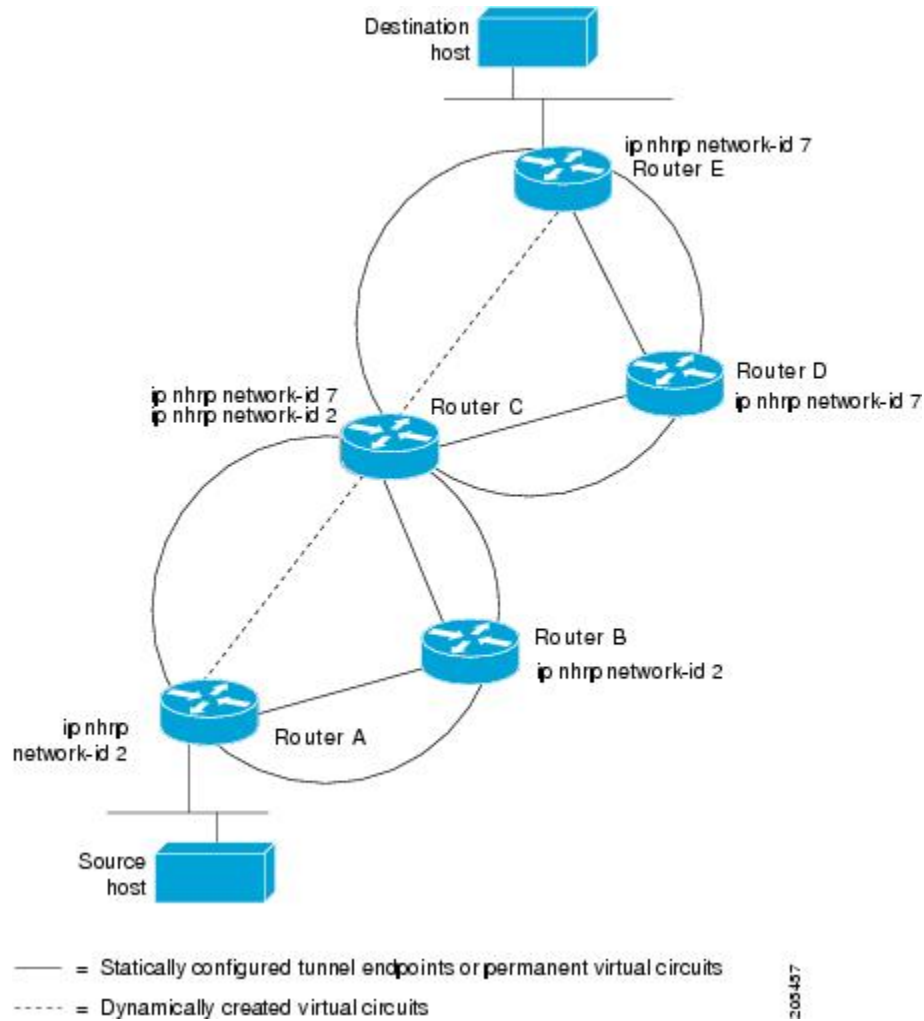 Destination
host
ip nhrp network-id 7
Router E
Router D
ip nhrp network-id 7
ip nhrp network-id 7
ip nhrp network-id 2
Router C
Router B
ip nhrp network-id 2
ip nhrp
network-id 2
Router A
Source
host
= Statically configured tunnel endpoints or permanent virtual circuits
= Dynamically created virtual circuits
205457